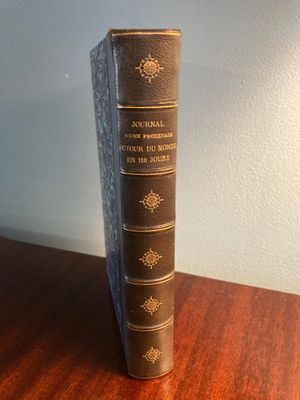 JOURNAL
D'UNE PROMENADE
AUTOUR DU MONDE
EN 118 JOURS